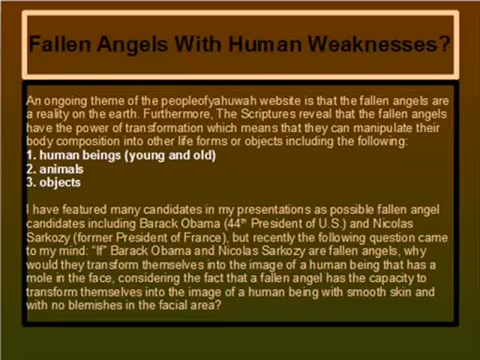 Fallen Angels With Human Weaknesses?
An ongoing theme of the peopleofyahuwah website is that the fallen angels are
a reality on the earth. Furthermore, The Scriptures reveal that the fallen angels
have the power of transformation which means that they can manipulate their
body composition into other life forms or objects including the following:
1. human beings (young and old)
2. animals
3. objects
I have featured many candidates in my presentations as possible fallen angel
candidates including Barack Obama (44th President of U.S.) and Nicolas
Sarkozy (former President of France), but recently the following question came
to my mind: “If” Barack Obama and Nicolas Sarkozy are fallen angels, why
would they transform themselves into the image of a human being that has a
mole in the face, considering the fact that a fallen angel has the capacity to
transform themselves into the image of a human being with smooth skin and
with no blemishes in the facial area?